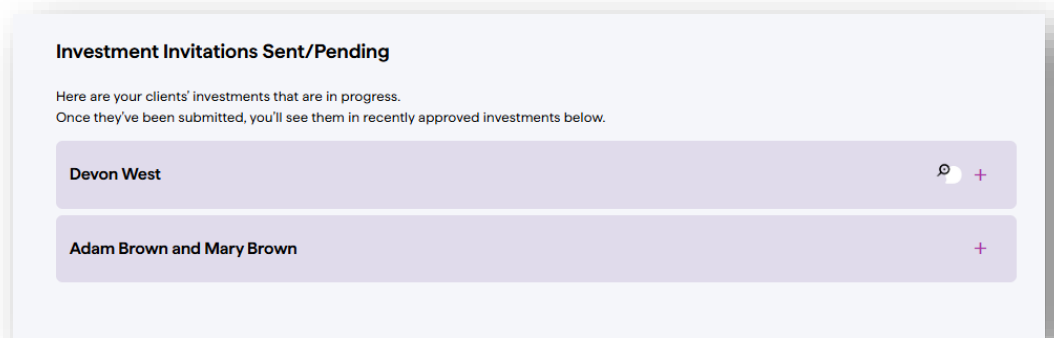 Investment Invitations Sent/Pending
Here are your clients' investments that are in progress.
Once they've been submitted, you'll see them in recently approved investments below.
Devon West
Adam Brown and Mary Brown